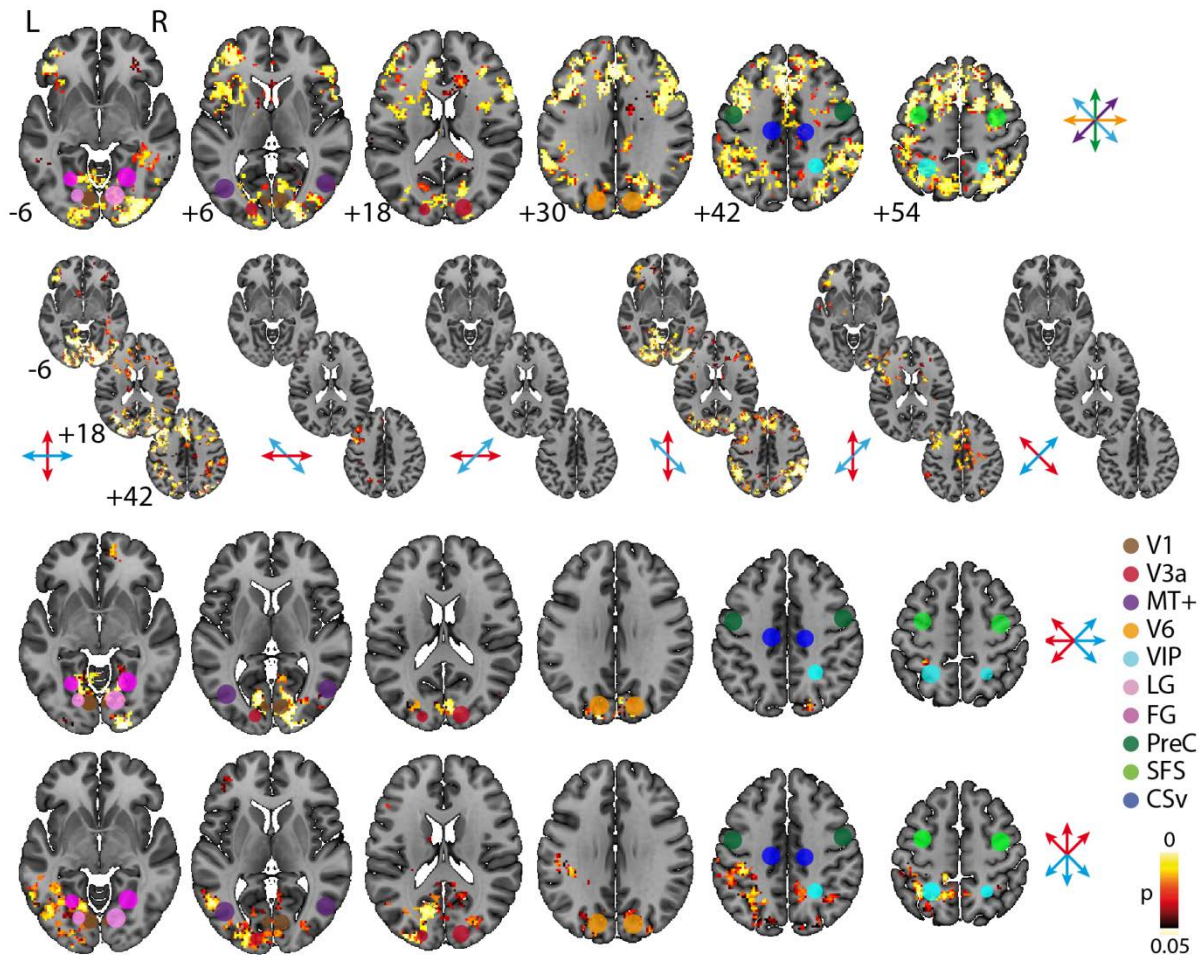 L R
-6 +6 +18 +30 +42 +54
-6
+18
+42
V1
V3a
MT+
V6
VIP
LG
FG
PreC
SFS
CSv
0
p
0.05